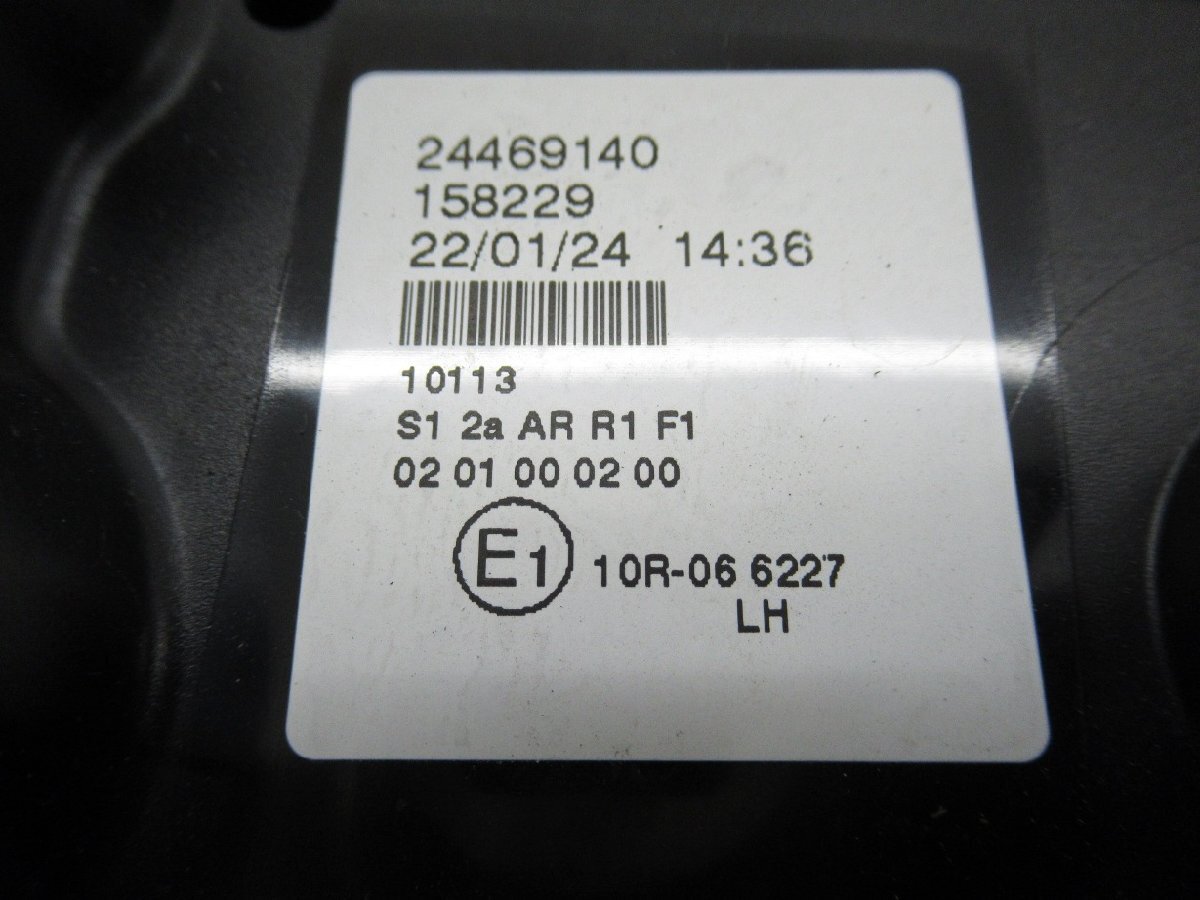 24469140
158229
22/01/24 14:36
10113
S1 2a AR R1 F1
02 01 00 02 00
E1 10R-06 6227
LH